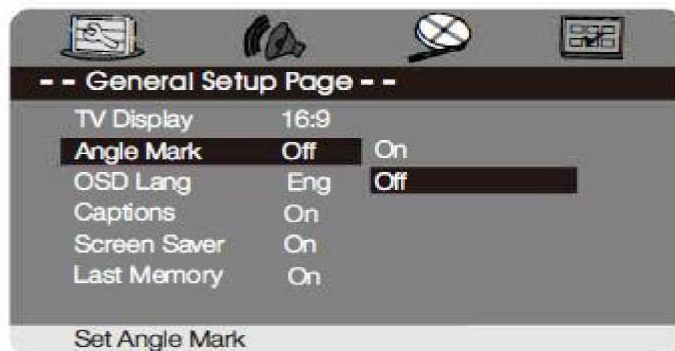 - - General Setup Page - -
TV Display 16:9
Angle Mark Off On
OSD Lang Eng Off
Captions On
Screen Saver On
Last Memory On
Set Angle Mark